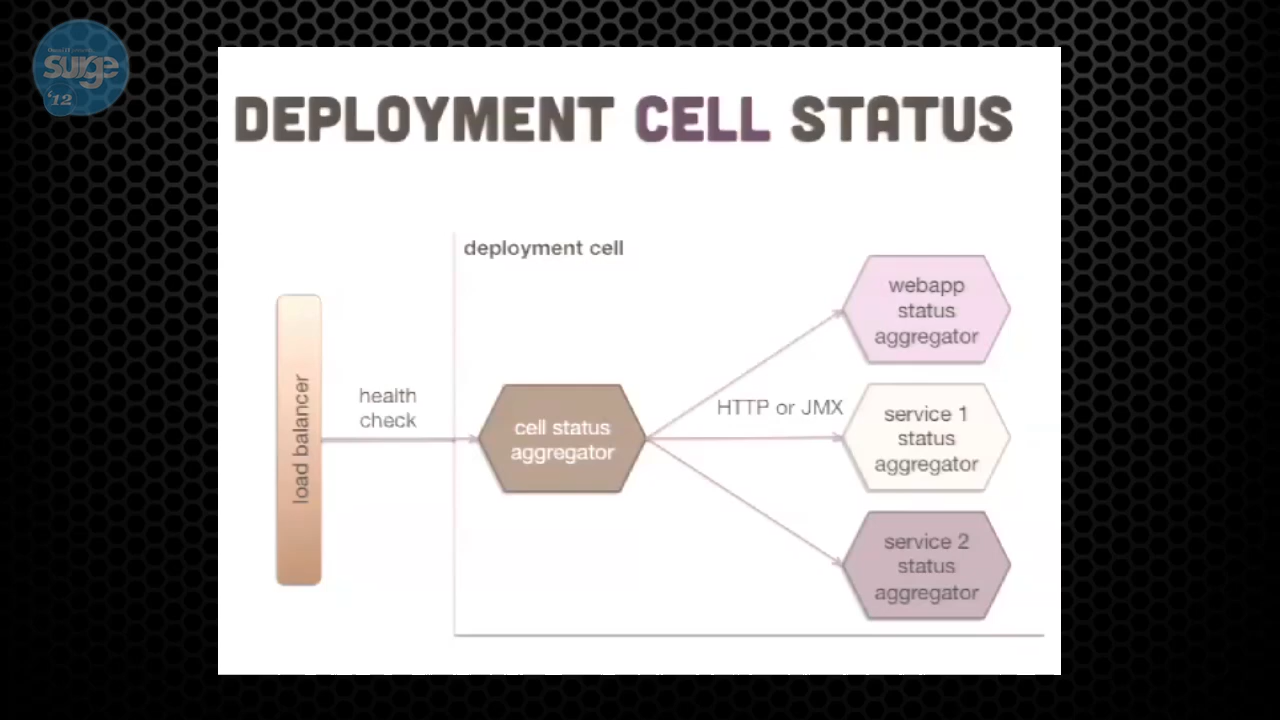 surge
'12
DEPLOYMENT CELL STATUS
deployment cell
load balancer
health
check
cell status
aggregator
HTTP or JMX
webapp
status
aggregator
service 1
status
aggregator
service 2
status
aggregator